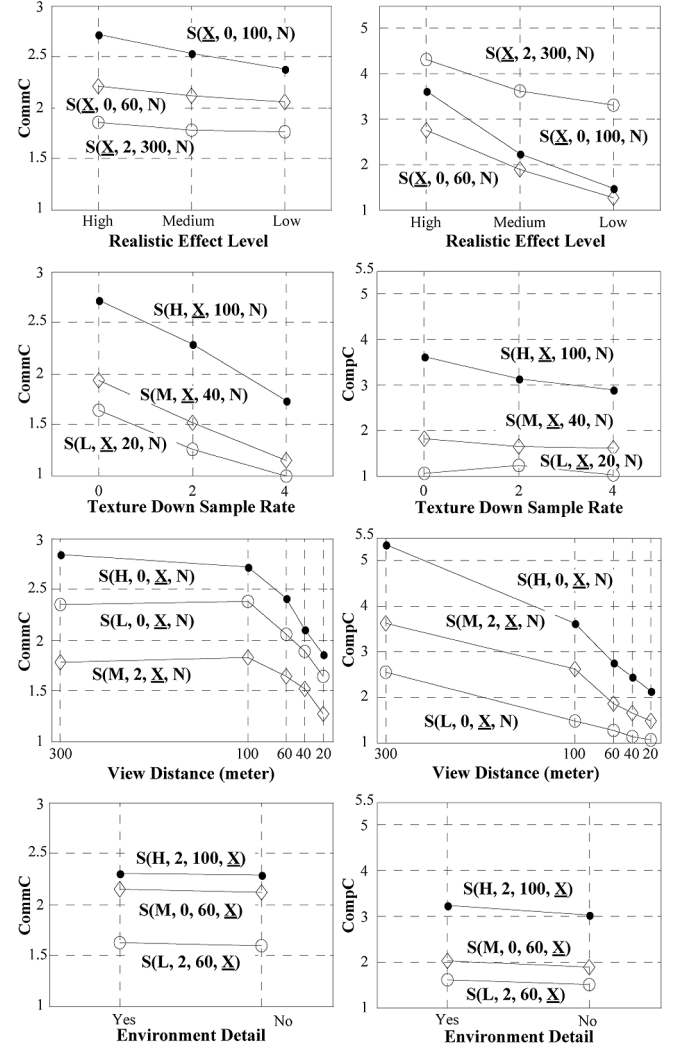 3
2.5
2
1.5
1
CommC
S(X, 0, 100, N)
S(X, 0, 60, N)
S(X, 2, 300, N)
High Medium Low
Realistic Effect Level
5
4
3
2
1
S(X, 2, 300, N)
S(X, 0, 100, N)
S(X, 0, 60, N)
High Medium Low
Realistic Effect Level
3
2.5
2
1.5
1
CommC
S(H, X, 100, N)
S(M, X, 40, N)
S(L, X, 20, N)
0 2 4
Texture Down Sample Rate
5.5
5
4
3
2
1
CompC
S(H, X, 100, N)
S(M, X, 40, N)
S(L, X, 20, N)
0 2 4
Texture Down Sample Rate
3
2.5
2
1.5
1
CommC
S(H, 0, X, N)
S(L, 0, X, N)
S(M, 2, X, N)
300 100 60 40 20
View Distance (meter)
5.5
5
4
3
2
1
CompC
S(H, 0, X, N)
S(M, 2, X, N)
S(L, 0, X, N)
300 100 60 40 20
View Distance (meter)
3
2.5
2
1.5
1
CommC
S(H, 2, 100, X)
S(M, 0, 60, X)
S(L, 2, 60, X)
Yes No
Environment Detail
5.5
5
4
3
2
1
CompC
S(H, 2, 100, X)
S(M, 0, 60, X)
S(L, 2, 60, X)
Yes No
Environment Detail